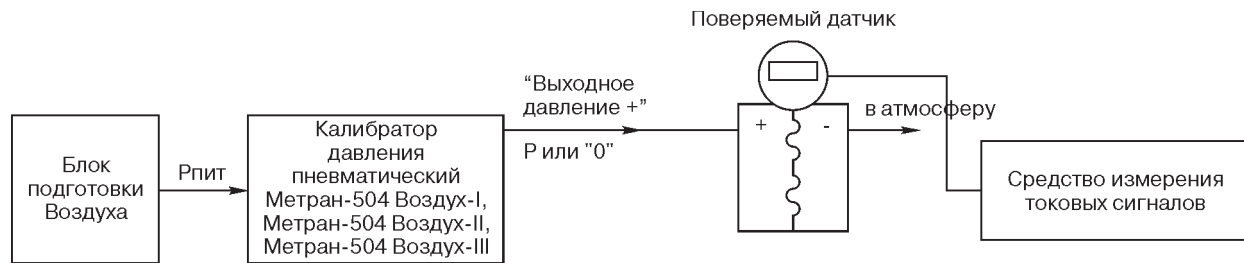 Поверяемый датчик
“Выходное
давление +”
Р или "0"
+
-
в атмосферу
Блок
подготовки
Воздуха
Рпит
Калибратор
давления
пневматический
Метран-504 Воздух-I,
Метран-504 Воздух-II,
Метран-504 Воздух-III
Средство измерения
токовых сигналов